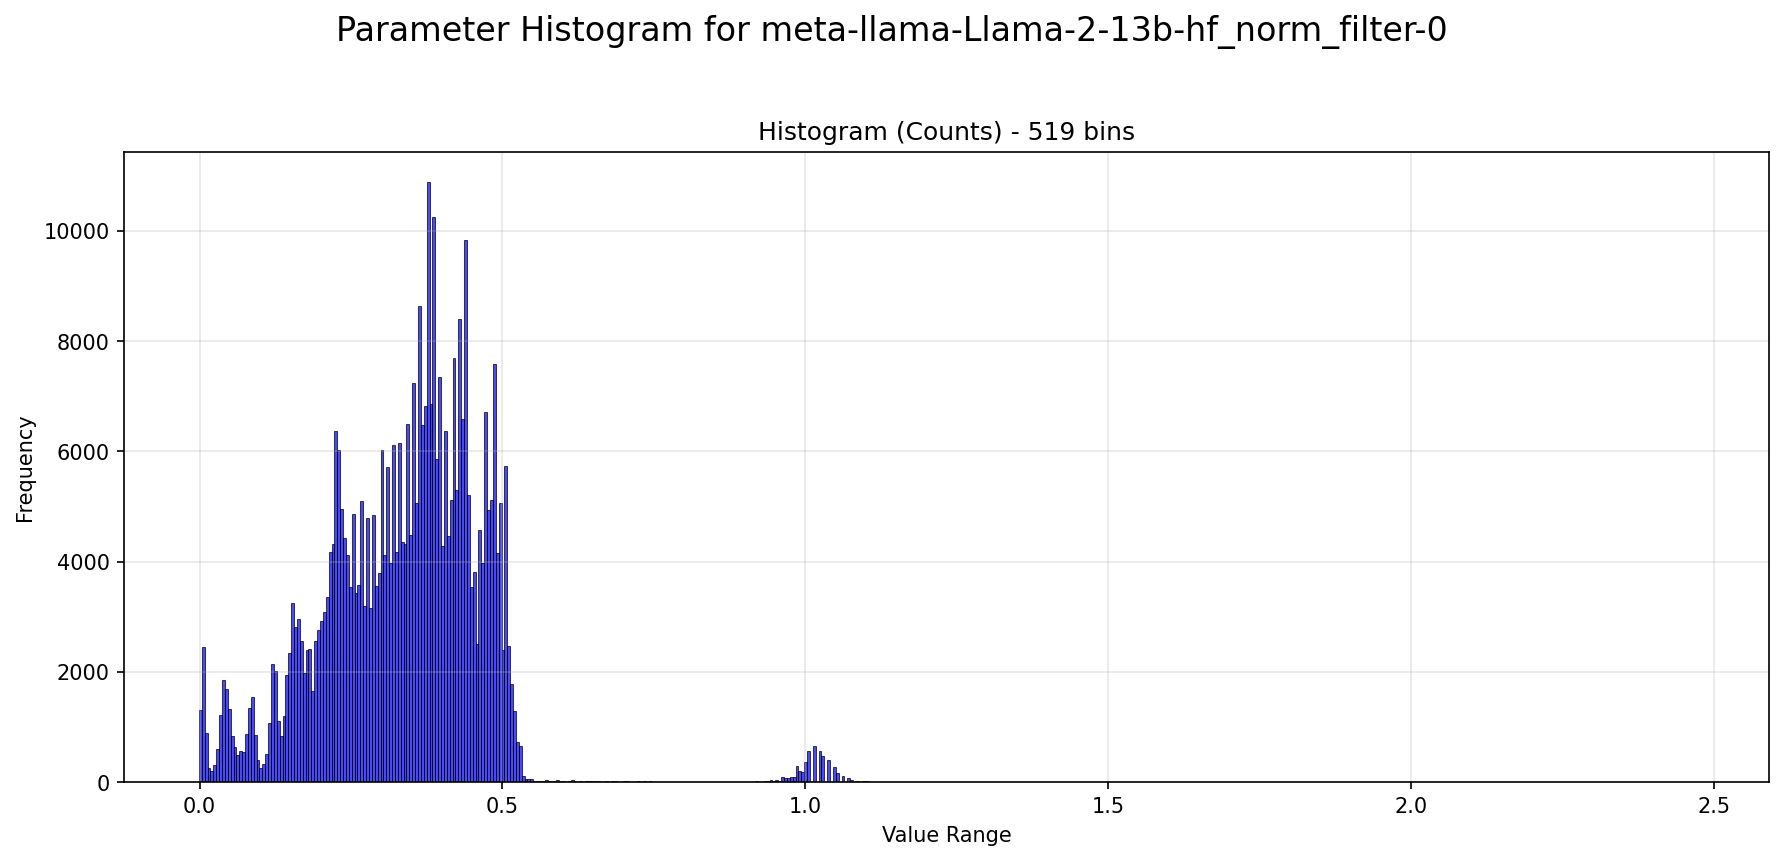 Parameter Histogram for meta-llama-Llama-2-13b-hf_norm_filter-0
Histogram (Counts) - 519 bins
Frequency
10000
8000
6000
4000
2000
0
0.0 0.5 1.0 1.5 2.0 2.5
Value Range